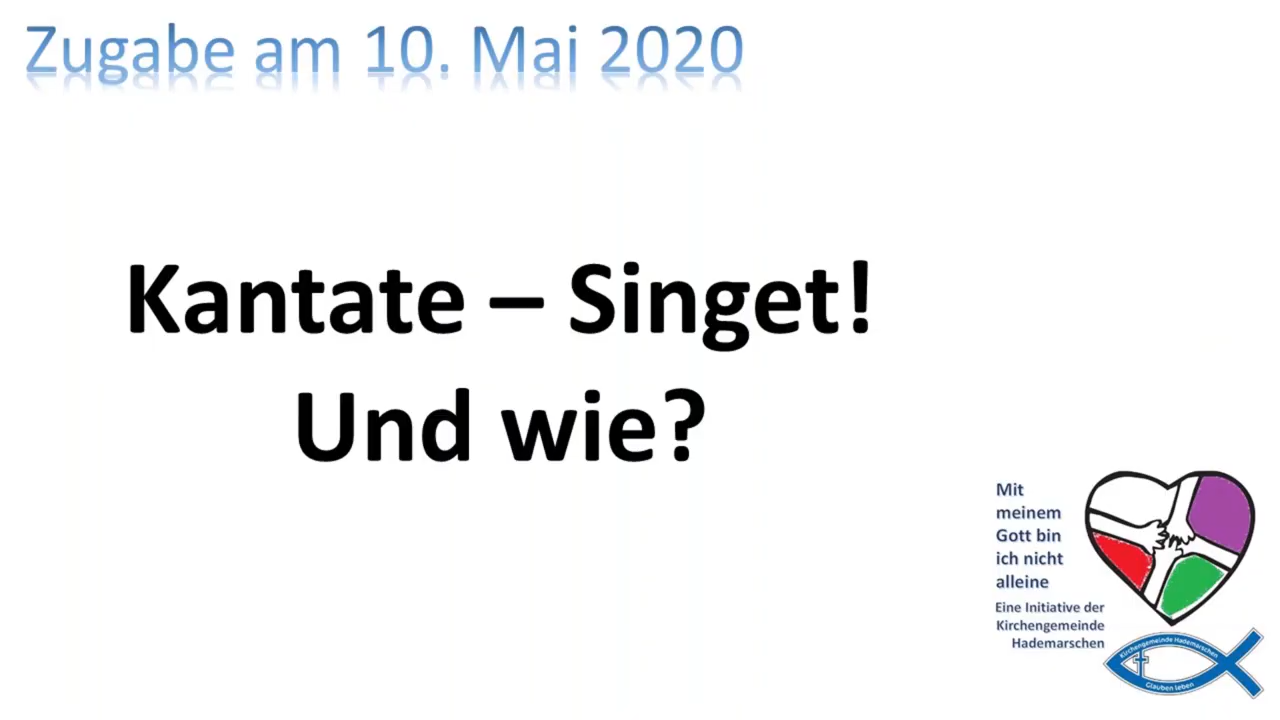 Zugabe am 10. Mai 2020
Kantate – Singet!
Und wie?
Mit
meinem
Gott bin
ich nicht
alleine
Eine Initiative der
Kirchengemeinde
Hademarschen
Kirchengemeinde Hademarschen
Glauben leben